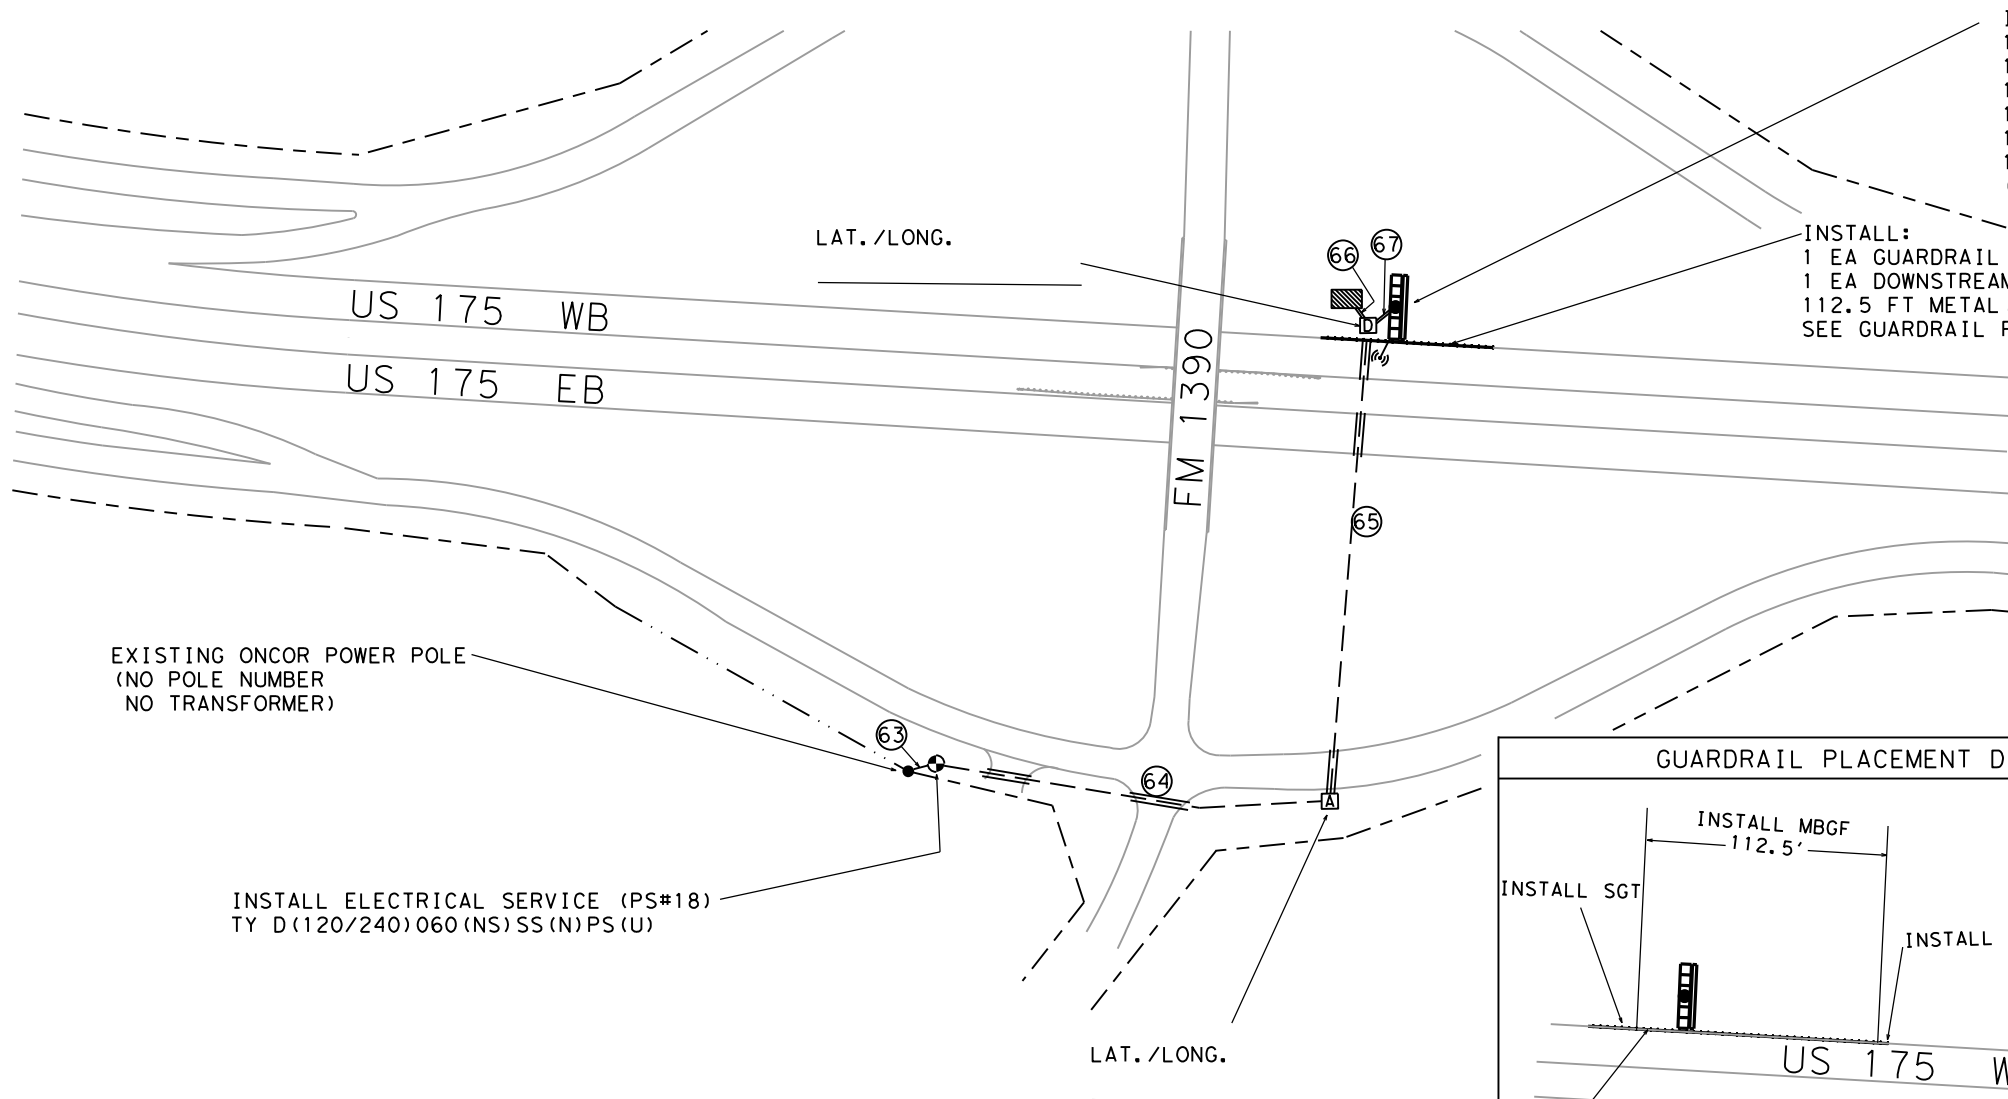 LAT./LONG.
66
67
INSTALL:
1 EA GUARDRAIL
1 EA DOWNSTREAM
112.5 FT METAL
SEE GUARDRAIL
US 175 WB
D
US 175 EB
FM 1390
65
EXISTING ONCOR POWER POLE
(NO POLE NUMBER
NO TRANSFORMER)
63
64
A
GUARDRAIL PLACEMENT D
INSTALL MBGF
112.5'
INSTALL SGT
INSTALL ELECTRICAL SERVICE (PS#18)
TY D(120/240)060(NS)SS(N)PS(U)
INSTALL
LAT./LONG.
US 175